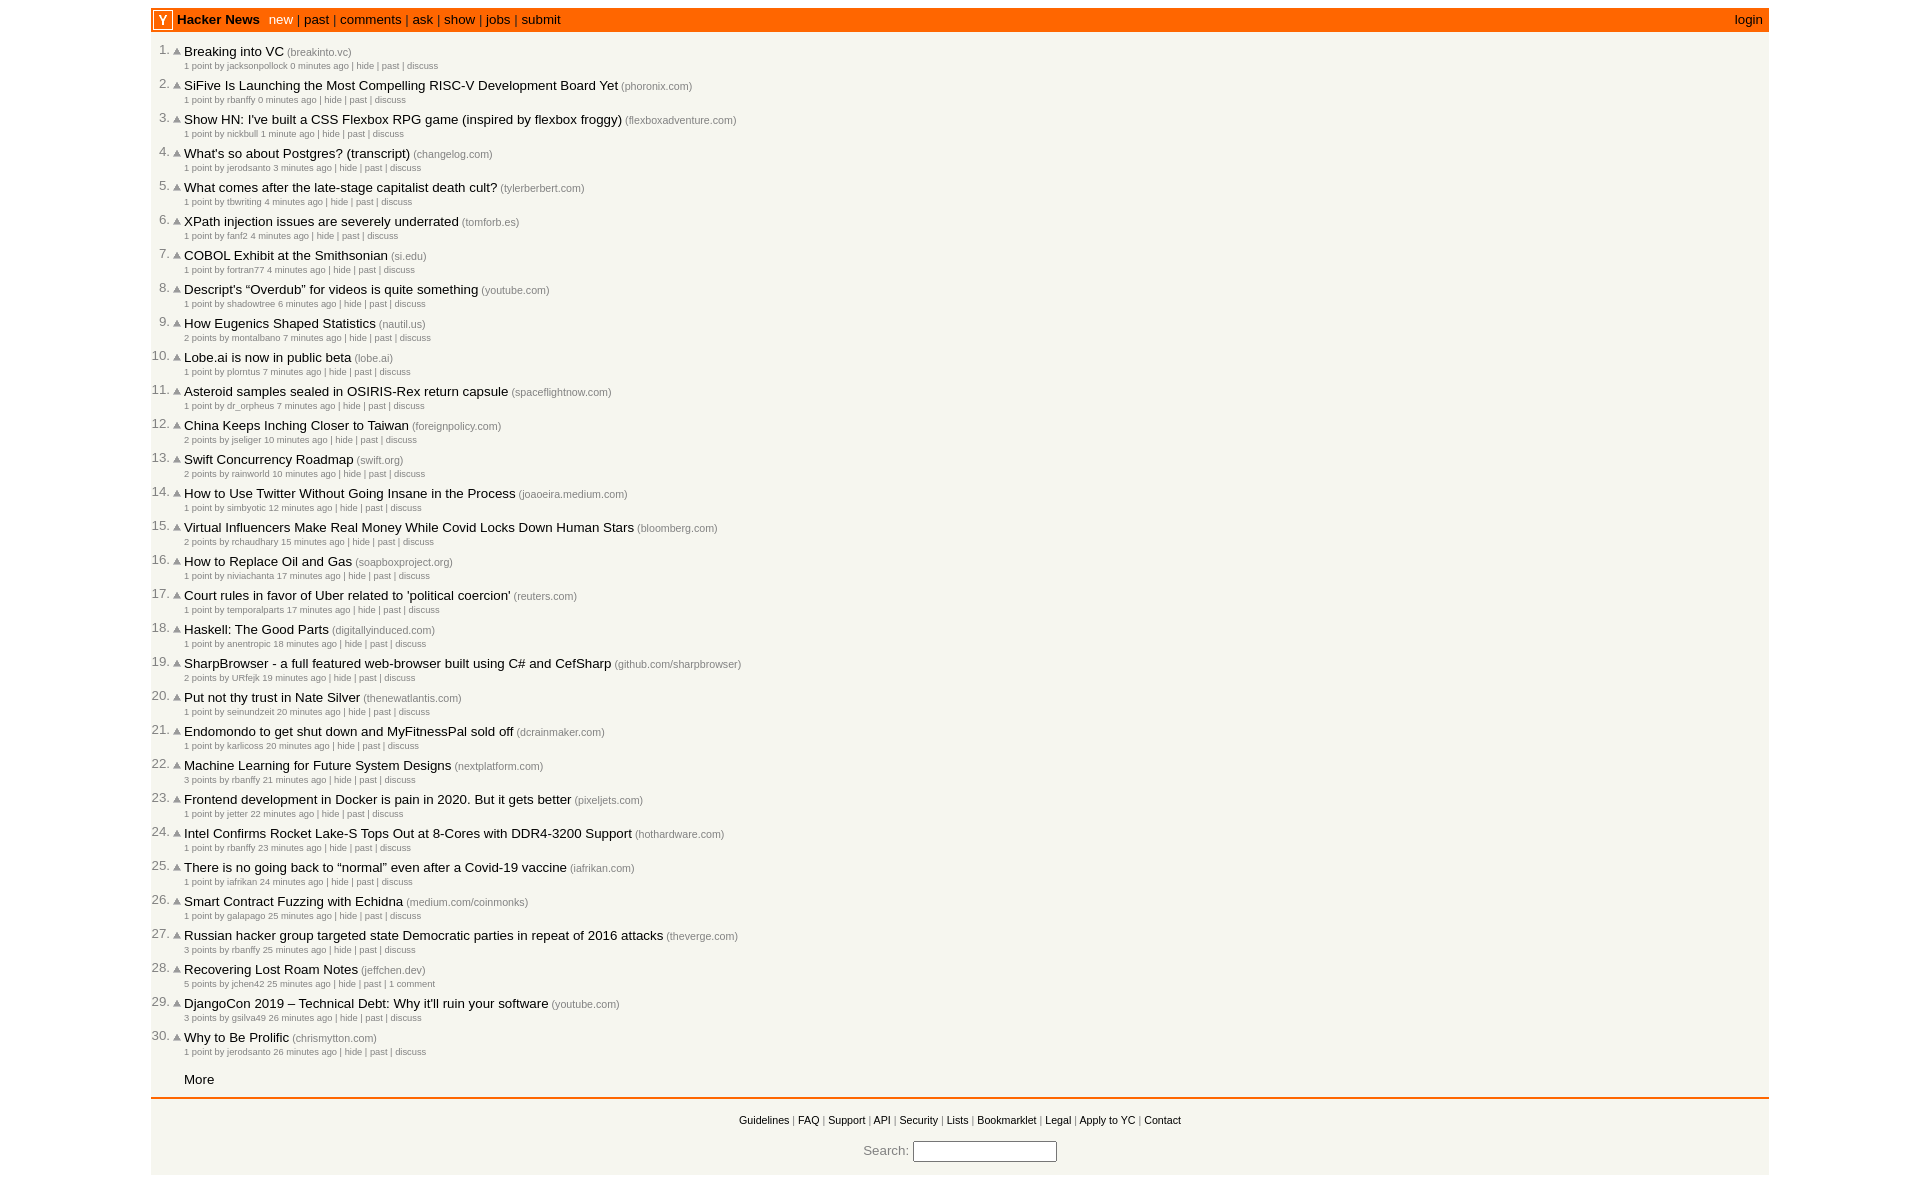 Y Hacker News new | past | comments | ask | show | jobs | submit login
1. Breaking into VC (breakinto.vc)
1 point by jacksonpollock 0 minutes ago | hide | past | discuss
2. SiFive Is Launching the Most Compelling RISC-V Development Board Yet (phoronix.com)
1 point by rbanffy 0 minutes ago | hide | past | discuss
3. Show HN: I've built a CSS Flexbox RPG game (inspired by flexbox froggy) (flexboxadventure.com)
1 point by nickbull 1 minute ago | hide | past | discuss
4. What's so about Postgres? (transcript) (changelog.com)
1 point by jerodsanto 3 minutes ago | hide | past | discuss
5. What comes after the late-stage capitalist death cult? (tylerberbert.com)
1 point by tbwriting 4 minutes ago | hide | past | discuss
6. XPath injection issues are severely underrated (tomforb.es)
1 point by fanf2 4 minutes ago | hide | past | discuss
7. COBOL Exhibit at the Smithsonian (si.edu)
1 point by fortran77 4 minutes ago | hide | past | discuss
8. Descript's “Overdub” for videos is quite something (youtube.com)
1 point by shadowtree 6 minutes ago | hide | past | discuss
9. How Eugenics Shaped Statistics (nautil.us)
2 points by montalbano 7 minutes ago | hide | past | discuss
10. Lobe.ai is now in public beta (lobe.ai)
1 point by plorntus 7 minutes ago | hide | past | discuss
11. Asteroid samples sealed in OSIRIS-Rex return capsule (spaceflightnow.com)
1 point by dr_orpheus 7 minutes ago | hide | past | discuss
12. China Keeps Inching Closer to Taiwan (foreignpolicy.com)
2 points by jseliger 10 minutes ago | hide | past | discuss
13. Swift Concurrency Roadmap (swift.org)
2 points by rainworld 10 minutes ago | hide | past | discuss
14. How to Use Twitter Without Going Insane in the Process (joaoeira.medium.com)
1 point by simbyotic 12 minutes ago | hide | past | discuss
15. Virtual Influencers Make Real Money While Covid Locks Down Human Stars (bloomberg.com)
2 points by rchaudhary 15 minutes ago | hide | past | discuss
16. How to Replace Oil and Gas (soapboxproject.org)
1 point by niviachanta 17 minutes ago | hide | past | discuss
17. Court rules in favor of Uber related to 'political coercion' (reuters.com)
1 point by temporalparts 17 minutes ago | hide | past | discuss
18. Haskell: The Good Parts (digitallyinduced.com)
1 point by anentropic 18 minutes ago | hide | past | discuss
19. SharpBrowser - a full featured web-browser built using C# and CefSharp (github.com/sharpbrowser)
2 points by URfejk 19 minutes ago | hide | past | discuss
20. Put not thy trust in Nate Silver (thenewatlantis.com)
1 point by seinundzeit 20 minutes ago | hide | past | discuss
21. Endomondo to get shut down and MyFitnessPal sold off (dcrainmaker.com)
1 point by karlicoss 20 minutes ago | hide | past | discuss
22. Machine Learning for Future System Designs (nextplatform.com)
3 points by rbanffy 21 minutes ago | hide | past | discuss
23. Frontend development in Docker is pain in 2020. But it gets better (pixeljets.com)
1 point by jetter 22 minutes ago | hide | past | discuss
24. Intel Confirms Rocket Lake-S Tops Out at 8-Cores with DDR4-3200 Support (hothardware.com)
1 point by rbanffy 23 minutes ago | hide | past | discuss
25. There is no going back to “normal” even after a Covid-19 vaccine (iafrikan.com)
1 point by iafrikan 24 minutes ago | hide | past | discuss
26. Smart Contract Fuzzing with Echidna (medium.com/coinmonks)
1 point by galapago 25 minutes ago | hide | past | discuss
27. Russian hacker group targeted state Democratic parties in repeat of 2016 attacks (theverge.com)
3 points by rbanffy 25 minutes ago | hide | past | discuss
28. Recovering Lost Roam Notes (jeffchen.dev)
5 points by jchen42 25 minutes ago | hide | past | 1 comment
29. DjangoCon 2019 – Technical Debt: Why it'll ruin your software (youtube.com)
3 points by gsilva49 26 minutes ago | hide | past | discuss
30. Why to Be Prolific (chrismytton.com)
1 point by jerodsanto 26 minutes ago | hide | past | discuss
More
Guidelines | FAQ | Support | API | Security | Lists | Bookmarklet | Legal | Apply to YC | Contact
Search: